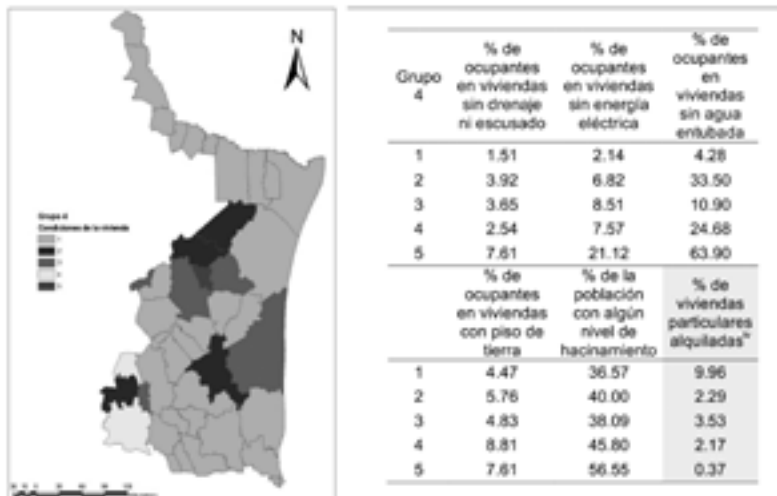 N
Grupo 4
Condiciones de la vivienda
Grupo 4
% de ocupantes en viviendas sin drenaje ni escusado
% de ocupantes en viviendas sin energía eléctrica
% de ocupantes en viviendas sin agua entubada
1 1.51 2.14 4.28
2 3.92 6.82 33.50
3 3.65 8.51 10.90
4 2.54 7.57 24.68
5 7.61 21.12 63.90
% de ocupantes en viviendas con piso de tierra
% de la población con algún nivel de hacinamiento
% de viviendas particulares alquiladas
1 4.47 36.57 9.96
2 5.76 40.00 2.29
3 4.83 38.09 3.53
4 8.81 45.80 2.17
5 7.61 56.55 0.37